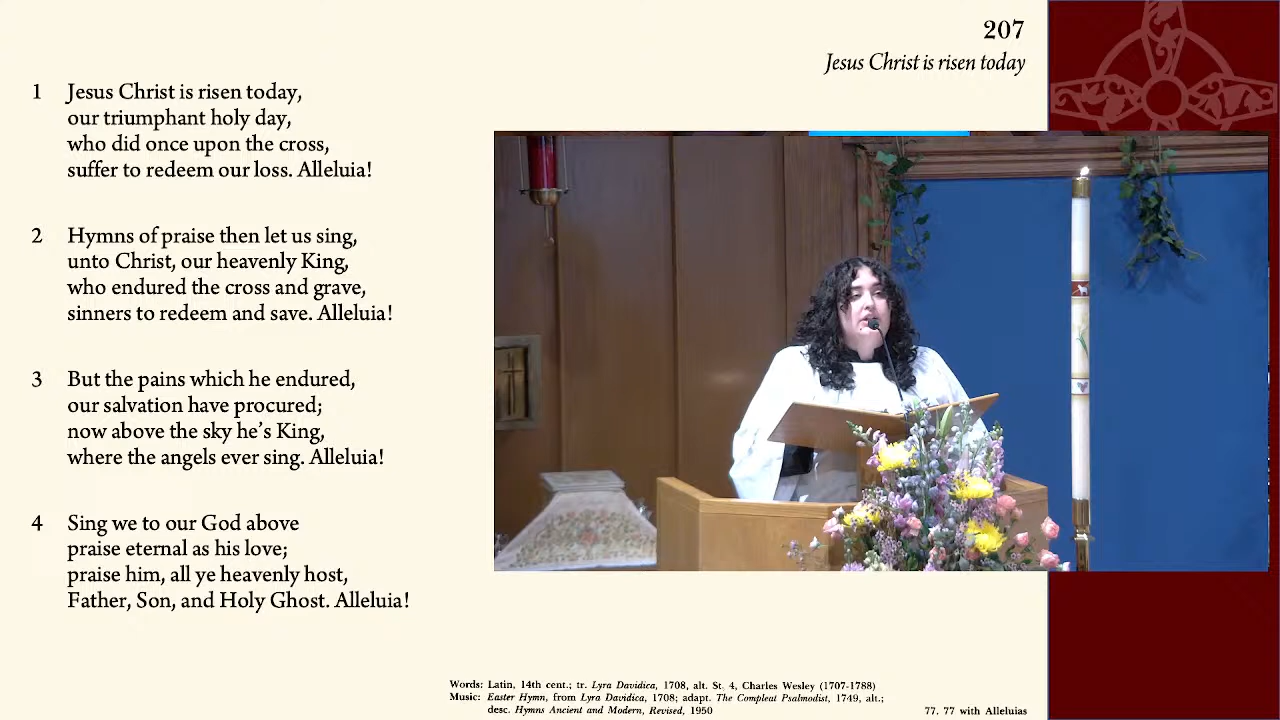 207
Jesus Christ is risen today
1 Jesus Christ is risen today,
our triumphant holy day,
who did once upon the cross,
suffer to redeem our loss. Alleluia!
2 Hymns of praise then let us sing,
unto Christ, our heavenly King,
who endured the cross and grave,
sinners to redeem and save. Alleluia!
3 But the pains which he endured,
our salvation have procured;
now above the sky he's King,
where the angels ever sing. Alleluia!
4 Sing we to our God above
praise eternal as his love;
praise him, all ye heavenly host,
Father, Son, and Holy Ghost. Alleluia!
Words: Latin, 14th cent.; tr. Lyra Davidica, 1708, alt. St. 4, Charles Wesley (1707-1788)
Music: Easter Hymn, from Lyra Davidica, 1708; adapt. The Compleat Psalmodist, 1749, alt.;
desc. Hymns Ancient and Modern, Revised, 1950
77. 77 with Alleluias